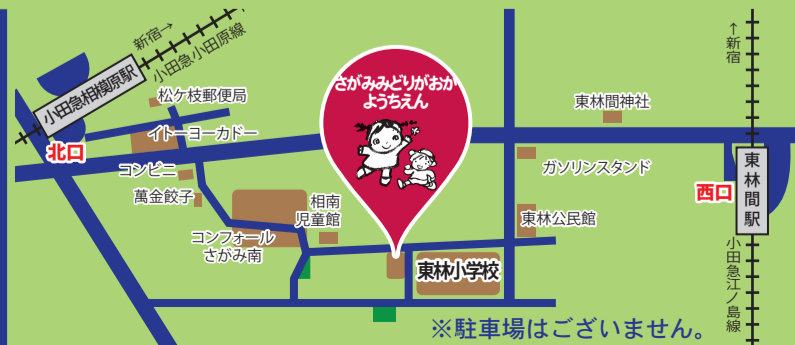 新宿→
小田急小田原線
小田急相模原駅
北口
松ケ枝郵便局
イトーヨーカドー
コンビニ
萬金餃子
コンフォール
さがみ南
相南
児童館
さがみみどりがおか
ようちえん
東林小学校
東林間神社
ガソリンスタンド
東林公民館
↑新宿
西口
東林間駅
小田急江ノ島線
※駐車場はございません。